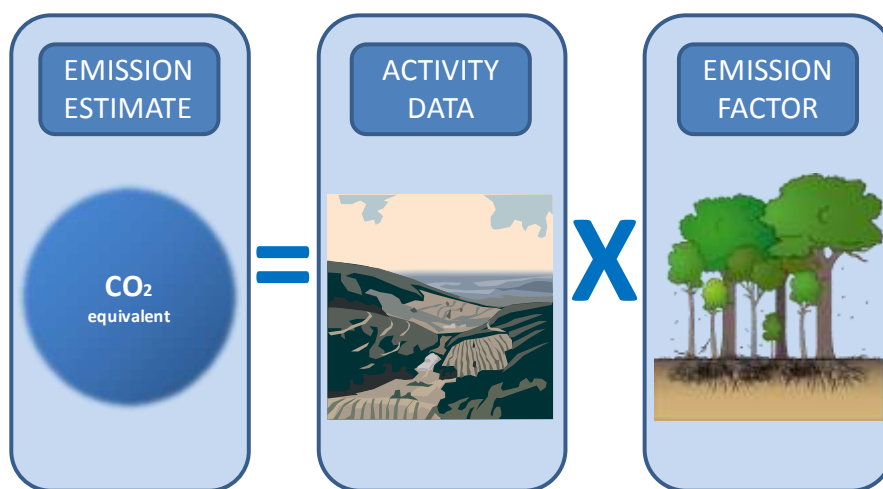 EMISSION
ESTIMATE
ACTIVITY
DATA
EMISSION
FACTOR
CO₂
equivalent
=
X